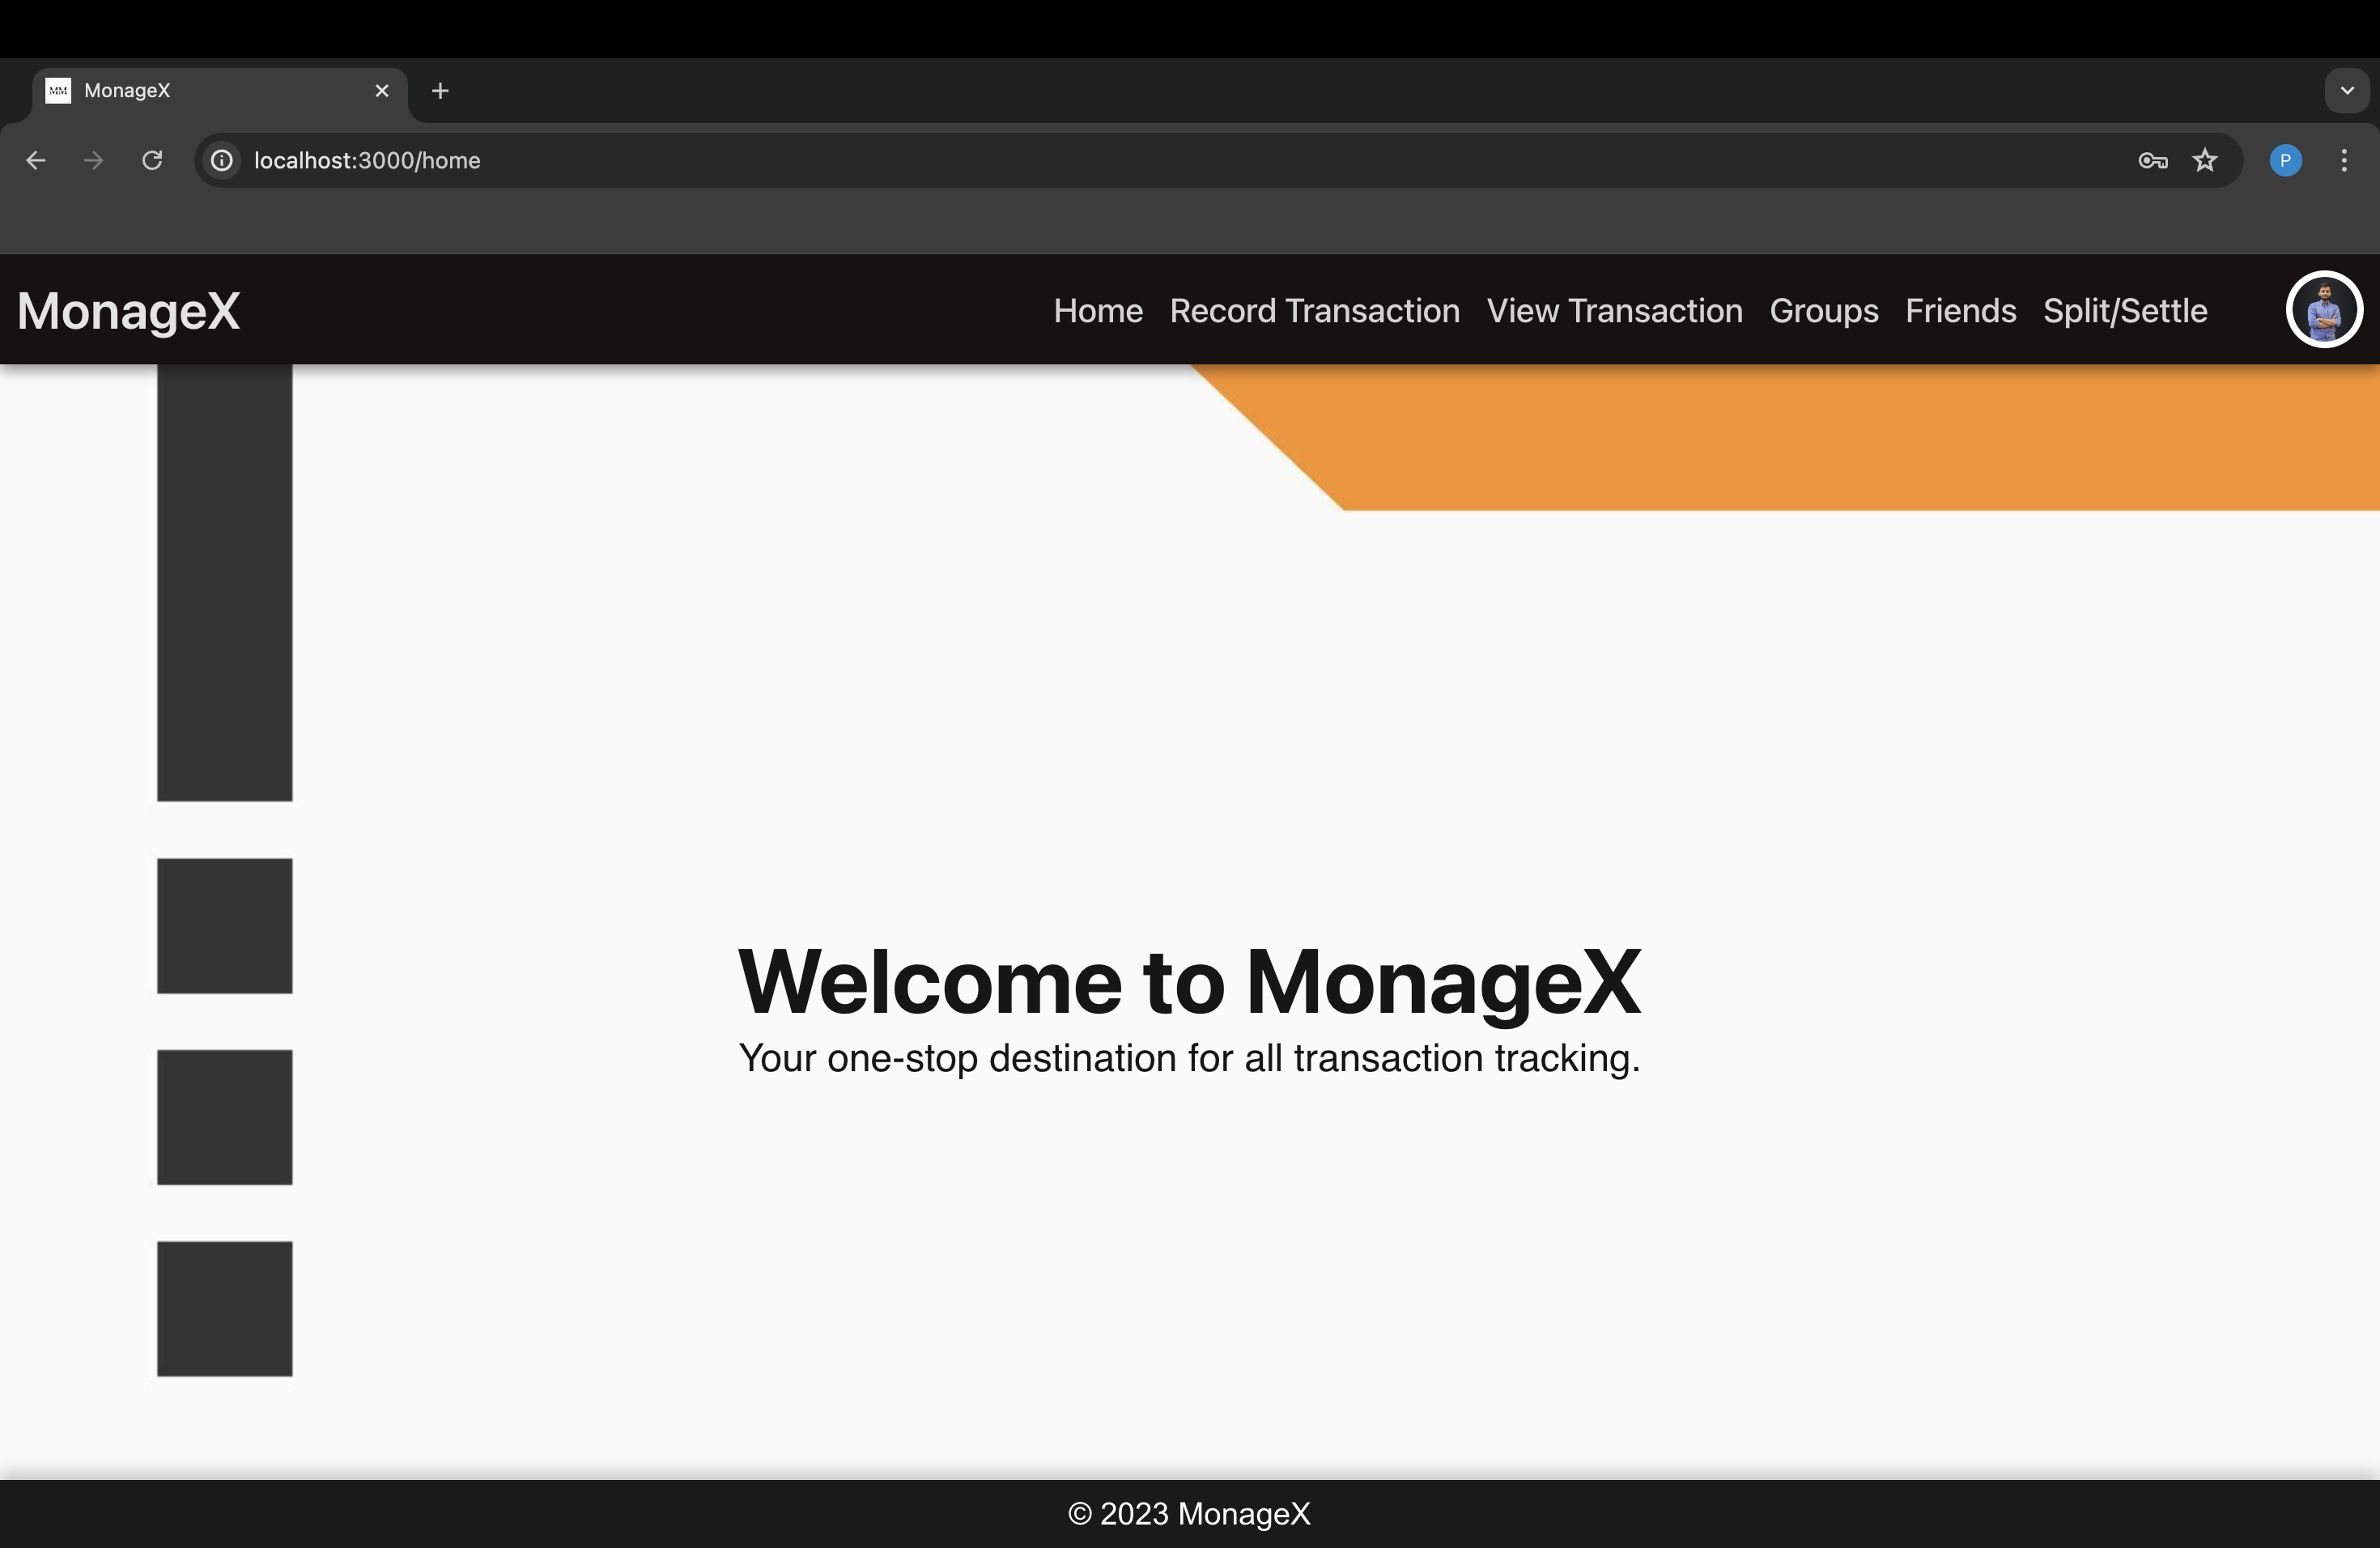 MonageX
localhost:3000/home
P
MonageX
Home Record Transaction View Transaction Groups Friends Split/Settle
Welcome to MonageX
Your one-stop destination for all transaction tracking.
© 2023 MonageX